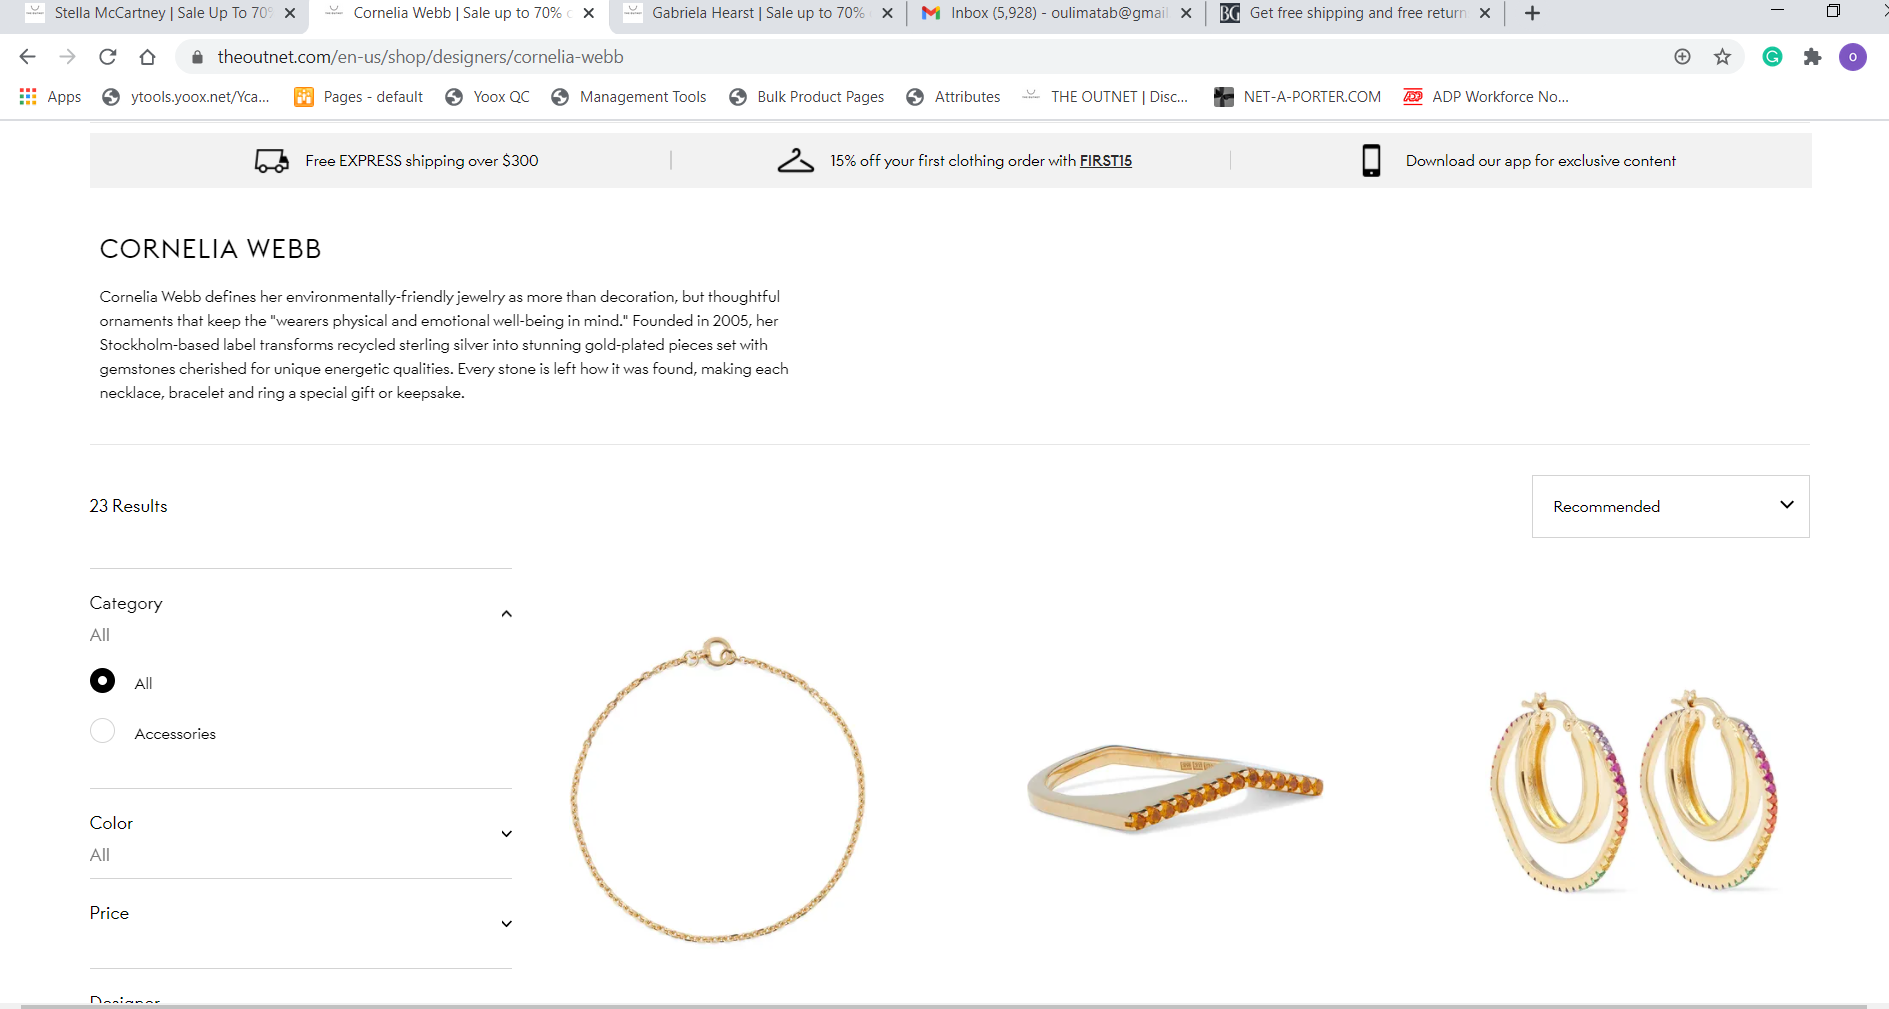 Stella McCartney | Sale Up To 70%
Cornelia Webb | Sale up to 70%
Gabriela Hearst | Sale up to 70%
Inbox (5,928) - oulimatab@gmail
BG
Get free shipping and free return
theoutnet.com/en-us/shop/designers/cornelia-webb
G
o
Apps
ytools.yoox.net/Yca...
Pages - default
Yoox QC
Management Tools
Bulk Product Pages
Attributes
THE OUTNET | Disc...
NET-A-PORTER.COM
ADP
ADP Workforce No...
Free EXPRESS shipping over $300
15% off your first clothing order with FIRST15
Download our app for exclusive content
CORNELIA WEBB
Cornelia Webb defines her environmentally-friendly jewelry as more than decoration, but thoughtful
ornaments that keep the "wearers physical and emotional well-being in mind." Founded in 2005, her
Stockholm-based label transforms recycled sterling silver into stunning gold-plated pieces set with
gemstones cherished for unique energetic qualities. Every stone is left how it was found, making each
necklace, bracelet and ring a special gift or keepsake.
23 Results
Recommended
Category
All
All
Accessories
Color
All
Price
Designer